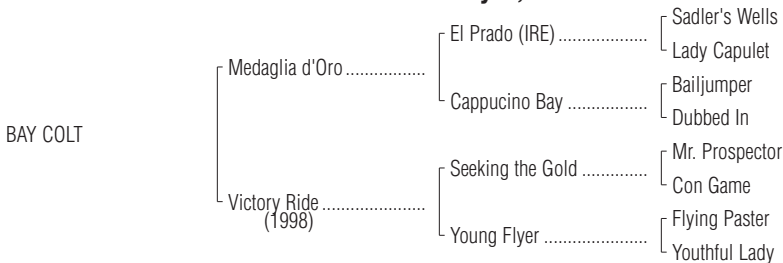 Sadler's Wells
El Prado (IRE) ...................
Lady Capulet
Medaglia d'Oro .................
Bailjumper
Cappucino Bay .................
Dubbed In
BAY COLT
Mr. Prospector
Seeking the Gold ..............
Con Game
Victory Ride ......................
(1998)
Flying Paster
Young Flyer ......................
Youthful Lady